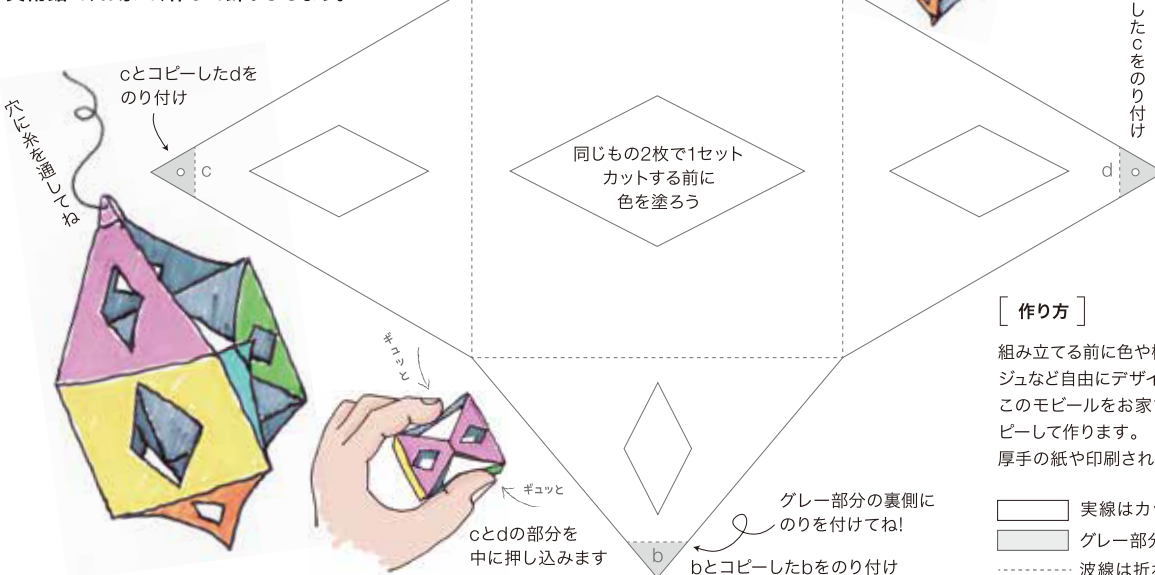 cとコピーしたdを
のり付け
穴に糸を通してね
c
同じもの2枚で1セット
カットする前に
色を塗ろう
d
したcをのり付け
ギュッと
ギュッと
cとdの部分を
中に押し込みます
グレー部分の裏側に
のりを付けてね!
b
bとコピーしたbをのり付け
作り方
組み立てる前に色や
ジュなど自由にデザイ
このモビールをお家
ピーして作ります。
厚手の紙や印刷され
実線はカ
グレー部分
波線は折